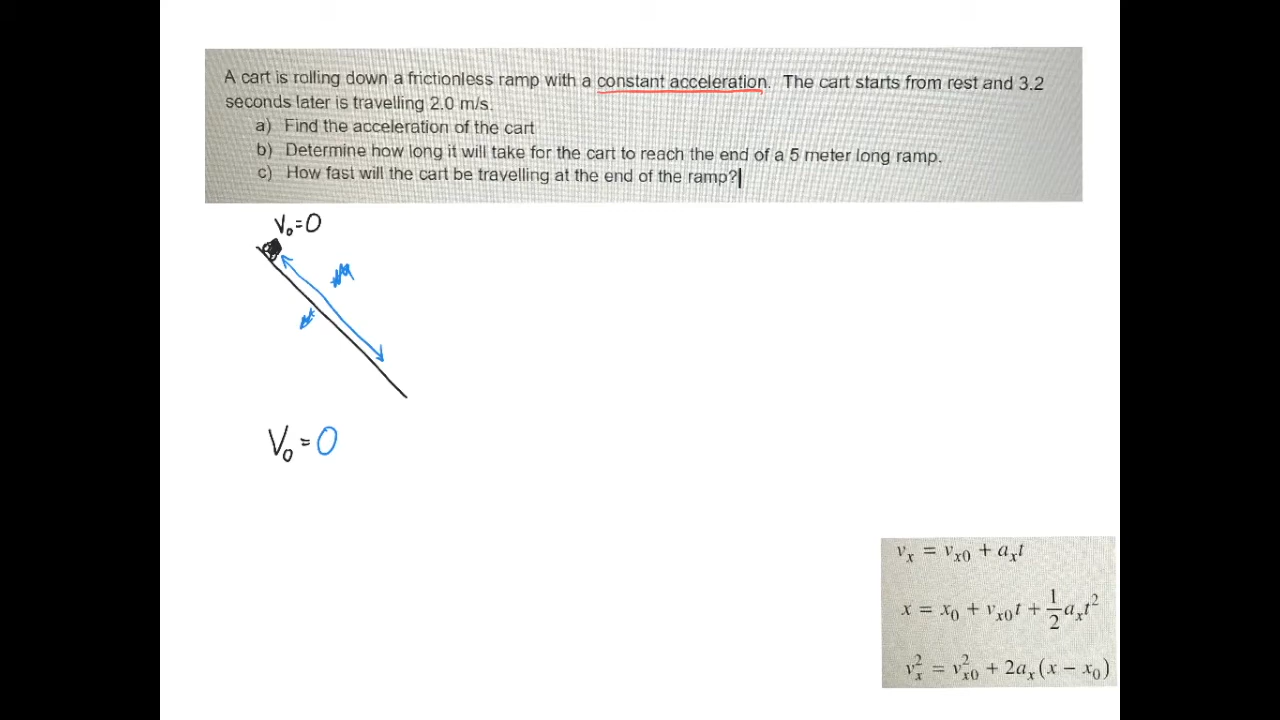 A cart is rolling down a frictionless ramp with a constant acceleration. The cart starts from rest and 3.2
seconds later is travelling 2.0 m/s.
a) Find the acceleration of the cart
b) Determine how long it will take for the cart to reach the end of a 5 meter long ramp.
c) How fast will the cart be travelling at the end of the ramp?
V₀=0
V₀=0
vₓ = vₓ₀ + aₓt
x = x₀ + vₓ₀t + ½aₓt²
vₓ² = vₓ₀² + 2aₓ(x − x₀)